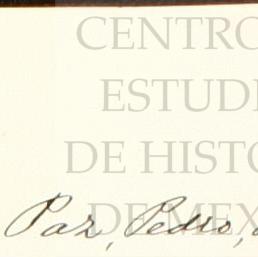 CENTRO
ESTUDI
DE HISTO
DE MEX
Paz, Pedro,